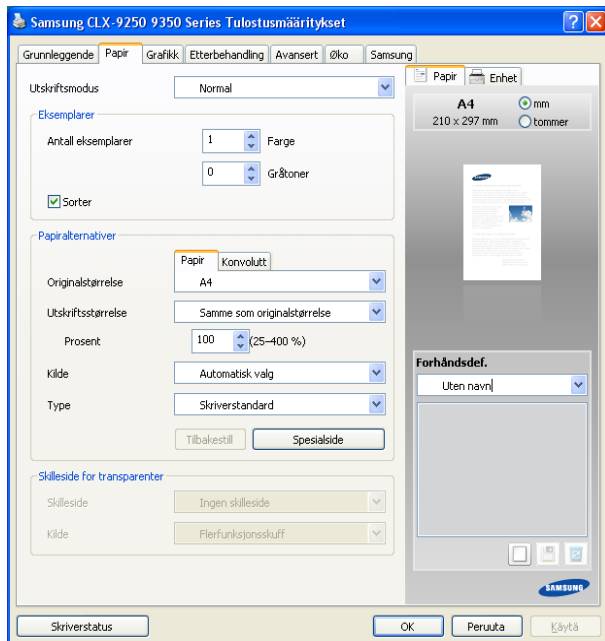 Samsung CLX-9250 9350 Series Tulostusmääritykset
Grunnleggende Papir Grafikk Etterbehandling Avansert Øko Samsung
Utskriftsmodus Normal
Eksemplarer
Antall eksemplarer 1 Farge
0 Gråtoner
Sorter
Papiralternativer
Papir Konvolutt
Originalstørrelse A4
Utskriftsstørrelse Samme som originalstørrelse
Prosent 100 (25-400 %)
Kilde Automatisk valg
Type Skriverstandard
Tilbakestill Spesialside
Skilleside for transparenter
Skilleside Ingen skilleside
Kilde Flerfunksjonsskuff
Papir Enhet
A4 mm
210 x 297 mm tommer
Forhåndsdef.
Uten navn
SAMSUNG
Skriverstatus OK Peruuta Käytä